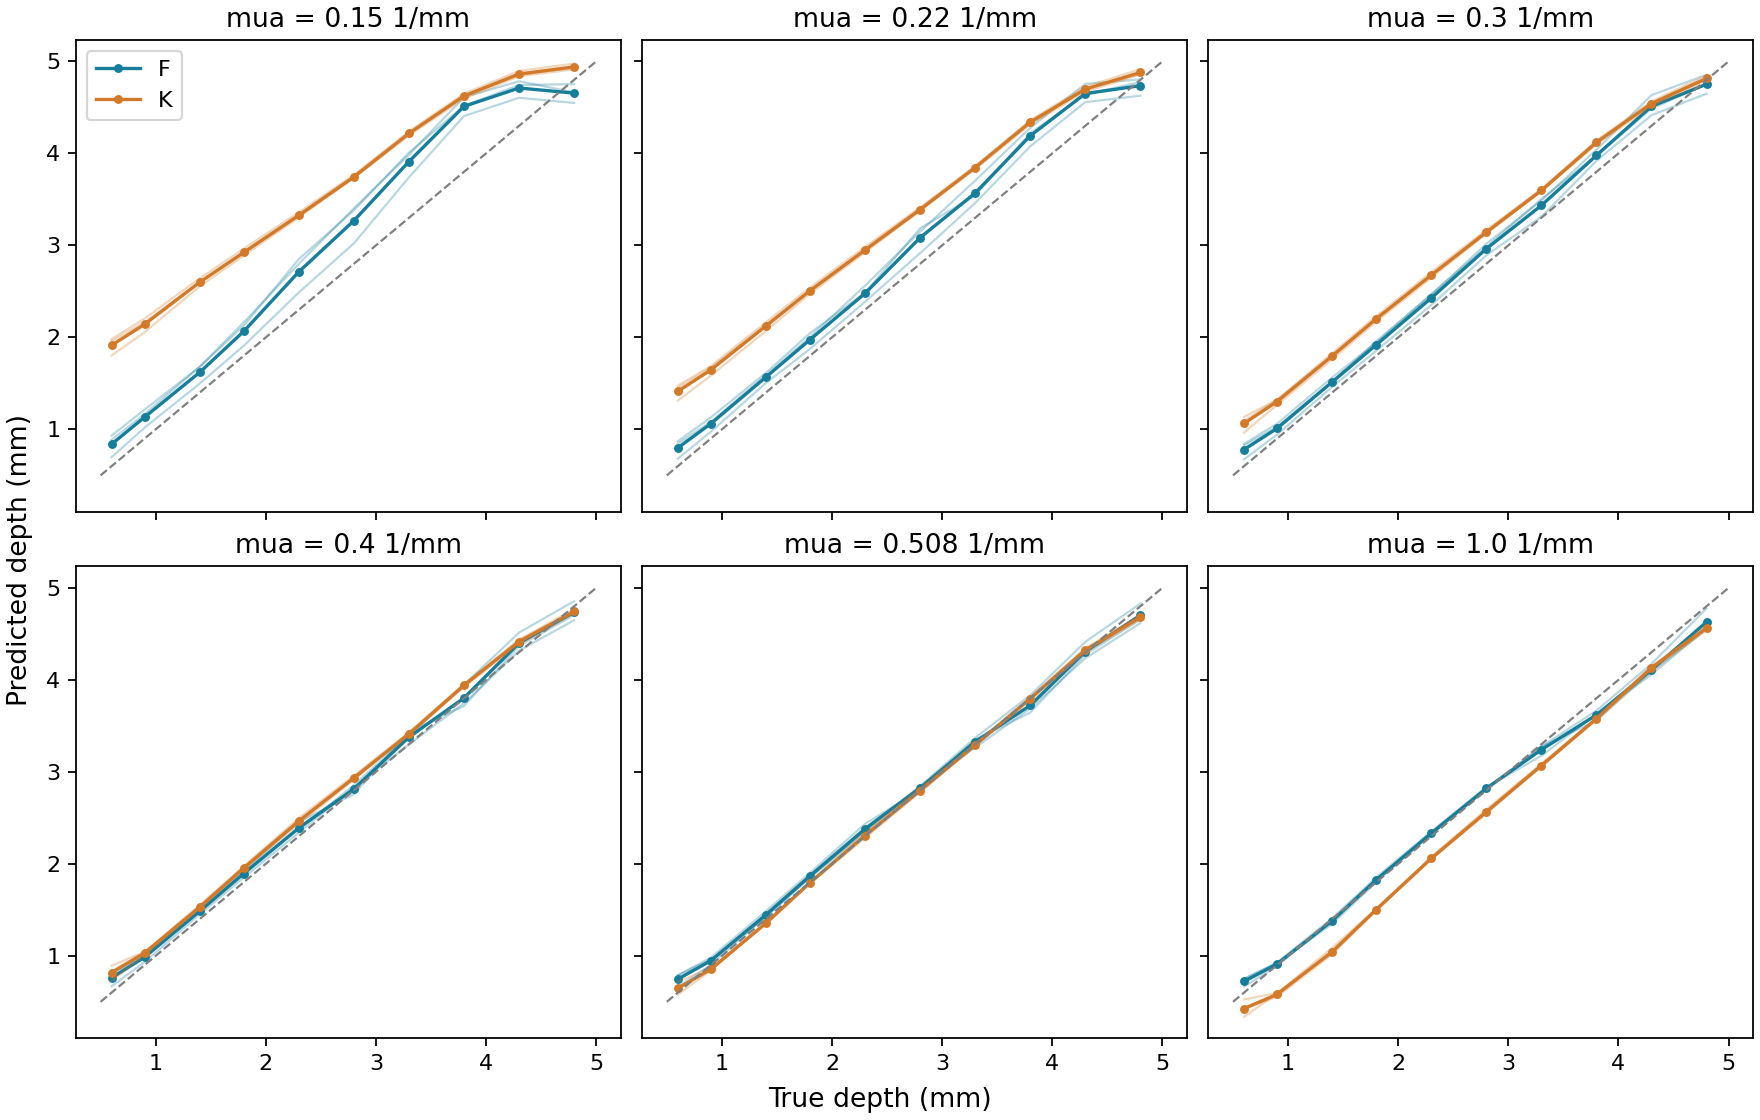 mua = 0.15 1/mm
mua = 0.22 1/mm
mua = 0.3 1/mm
F
K
5
4
3
2
1
mua = 0.4 1/mm
mua = 0.508 1/mm
mua = 1.0 1/mm
5
4
3
2
1
1 2 3 4 5
1 2 3 4 5
1 2 3 4 5
Predicted depth (mm)
True depth (mm)